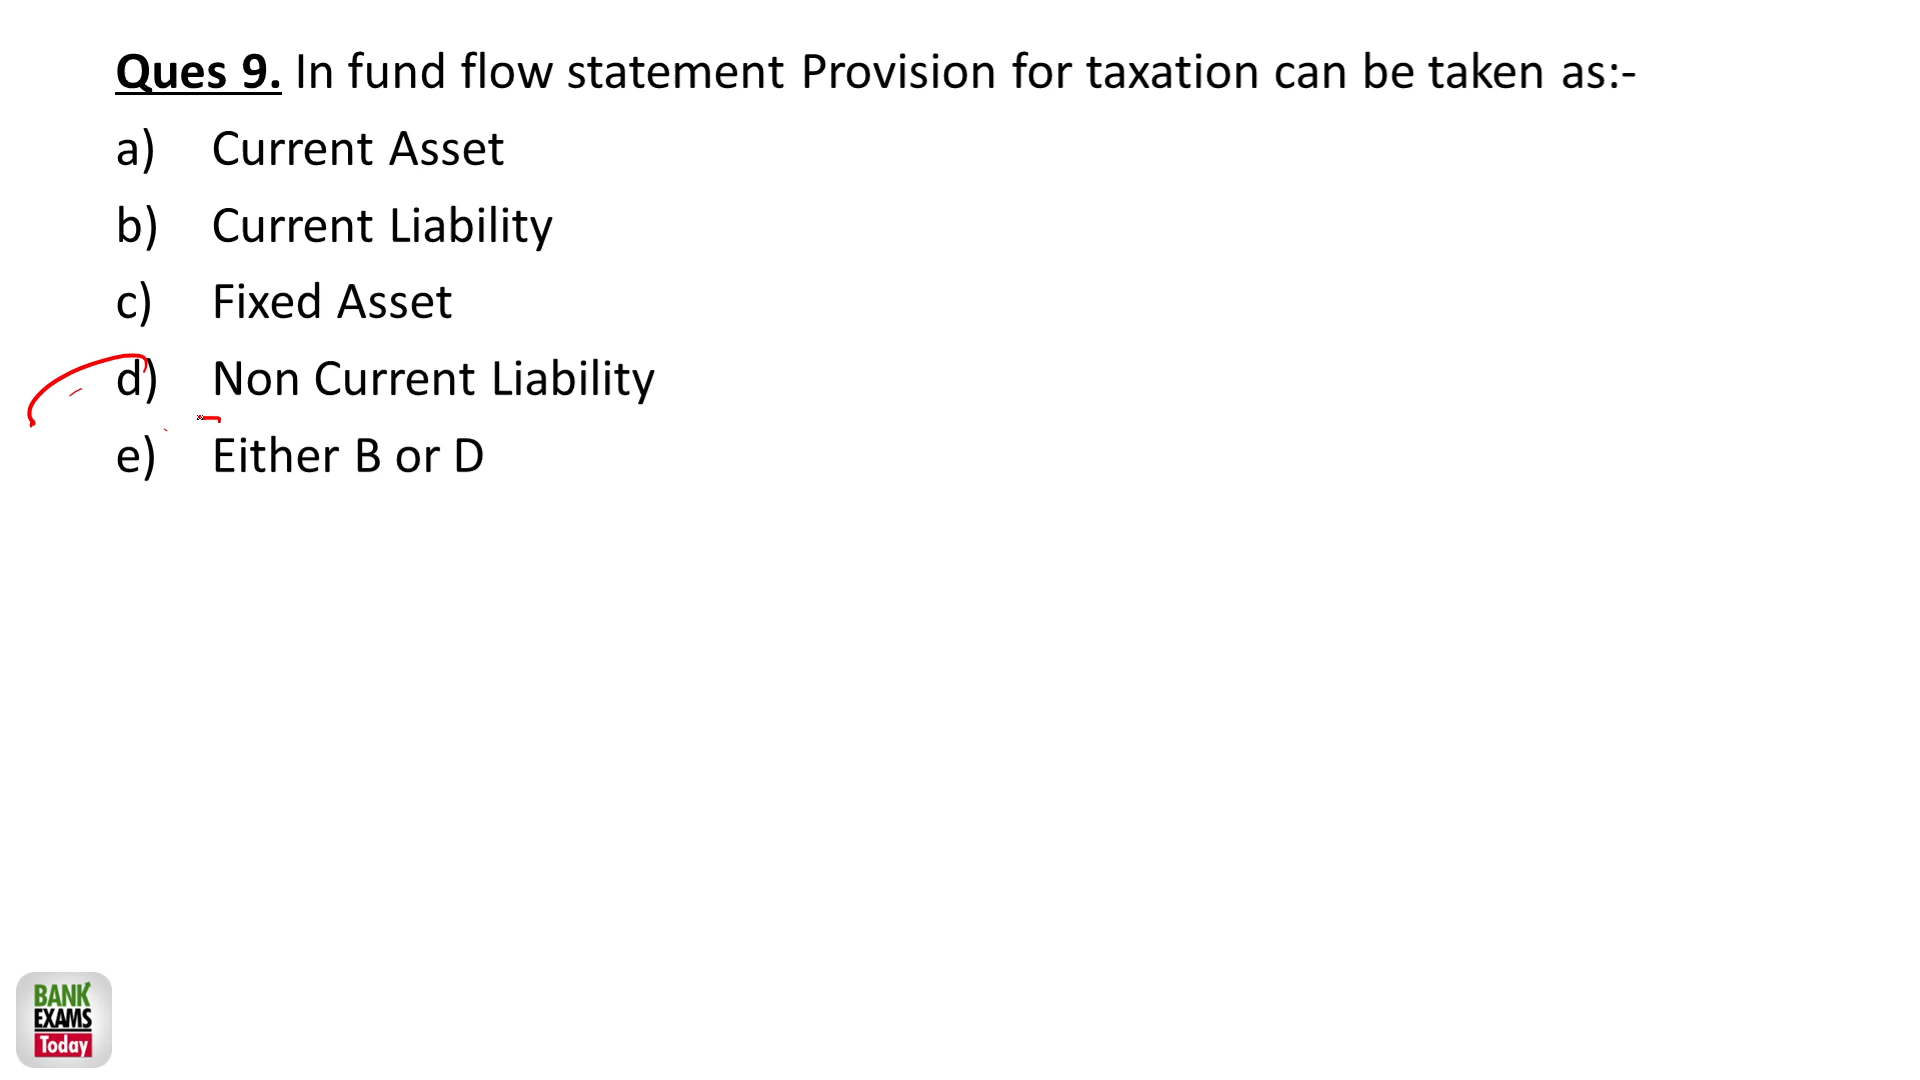 Ques 9. In fund flow statement Provision for taxation can be taken as:-
a) Current Asset
b) Current Liability
c) Fixed Asset
d) Non Current Liability
e) Either B or D
BANK
EXAMS
Today